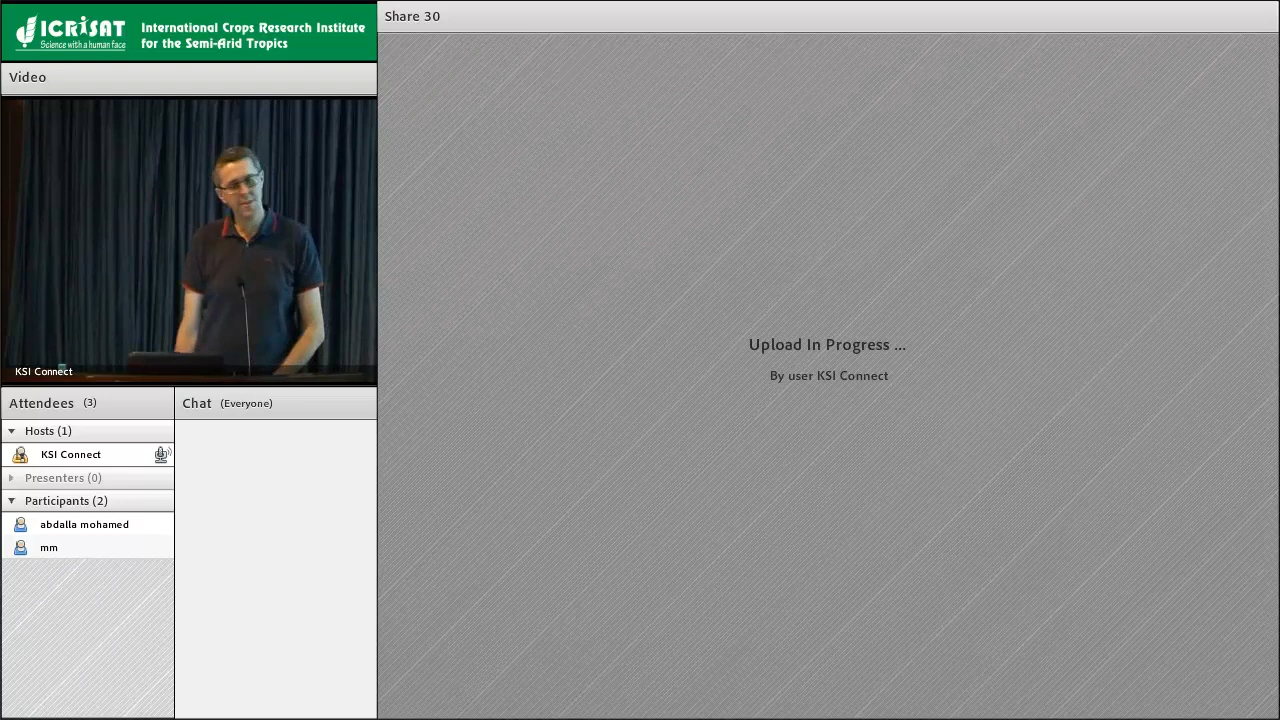 ICRISAT
Science with a human face
International Crops Research Institute
for the Semi-Arid Tropics
Share 30
Video
KSI Connect
Attendees (3)
Chat (Everyone)
Hosts (1)
KSI Connect
Presenters (0)
Participants (2)
abdalla mohamed
mm
Upload In Progress ...
By user KSI Connect